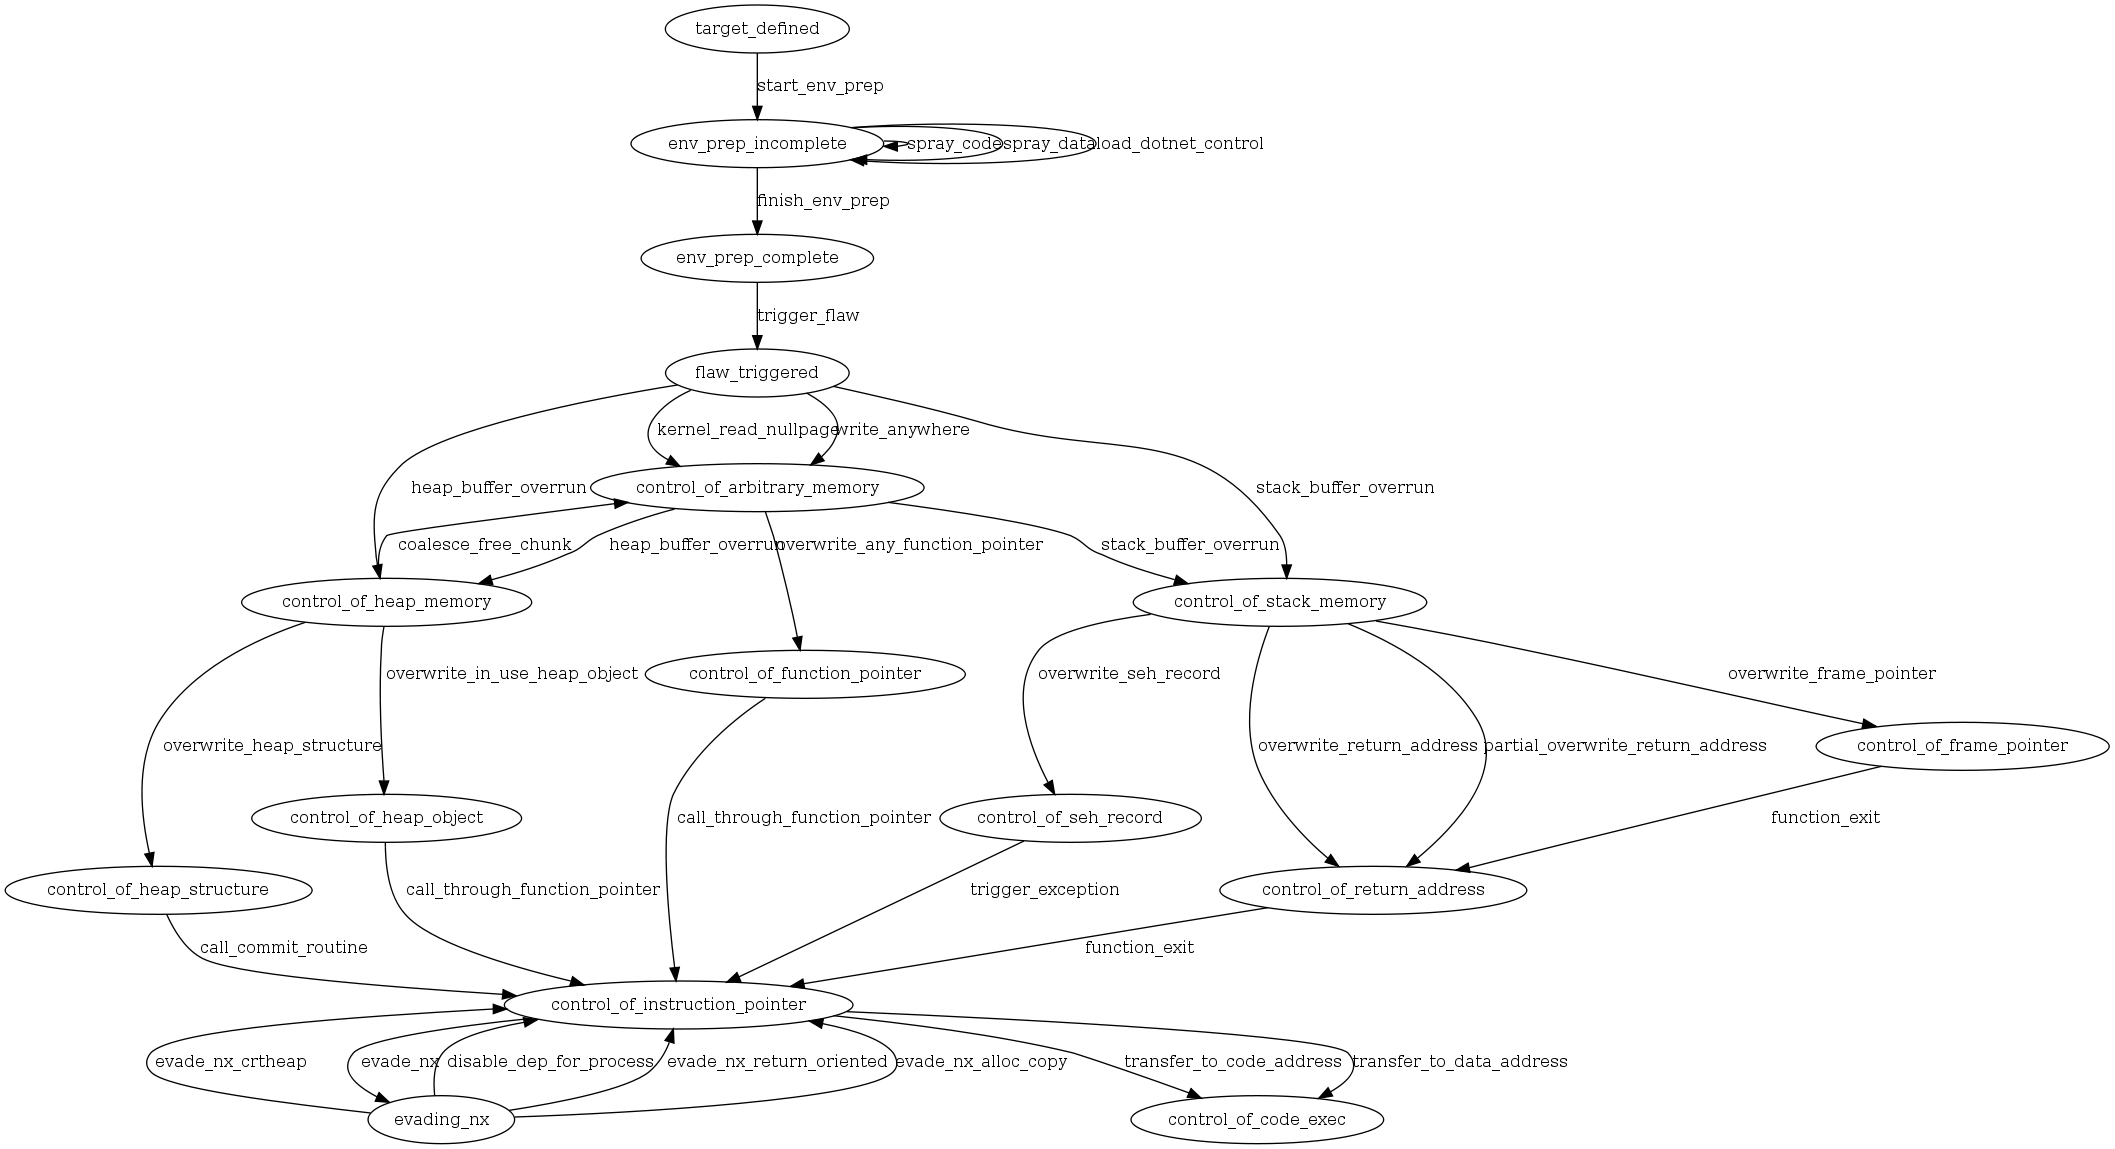 target_defined
start_env_prep
env_prep_incomplete
spray_code
spray_data
load_dotnet_control
finish_env_prep
env_prep_complete
trigger_flaw
flaw_triggered
kernel_read_nullpage
write_anywhere
heap_buffer_overrun
control_of_arbitrary_memory
stack_buffer_overrun
coalesce_free_chunk
heap_buffer_overrun
overwrite_any_function_pointer
stack_buffer_overrun
control_of_heap_memory
control_of_stack_memory
overwrite_in_use_heap_object
control_of_function_pointer
overwrite_seh_record
overwrite_frame_pointer
overwrite_heap_structure
overwrite_return_address
partial_overwrite_return_address
control_of_frame_pointer
control_of_heap_object
call_through_function_pointer
control_of_seh_record
function_exit
control_of_heap_structure
call_through_function_pointer
trigger_exception
control_of_return_address
call_commit_routine
function_exit
control_of_instruction_pointer
evade_nx_crtheap
evade_nx
disable_dep_for_process
evade_nx_return_oriented
evade_nx_alloc_copy
transfer_to_code_address
transfer_to_data_address
evading_nx
control_of_code_exec